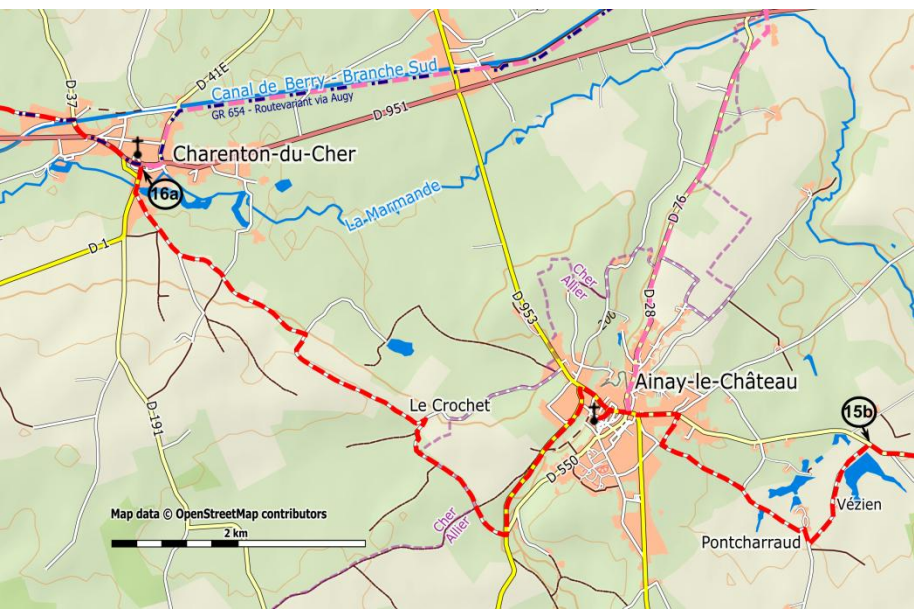 D-41E
D-37
Canal de Berry - Branche Sud
GR 654 - Routevariant via Augy
D 951
Charenton-du-Cher
16a
La Marmande
D 1
D-76
Cher
Allier
D-953
200
D-28
Ainay-le-Château
Le Crochet
15b
D-191
D-550
Vézien
Map data © OpenStreetMap contributors
2 km
Cher
Allier
Pontcharraud